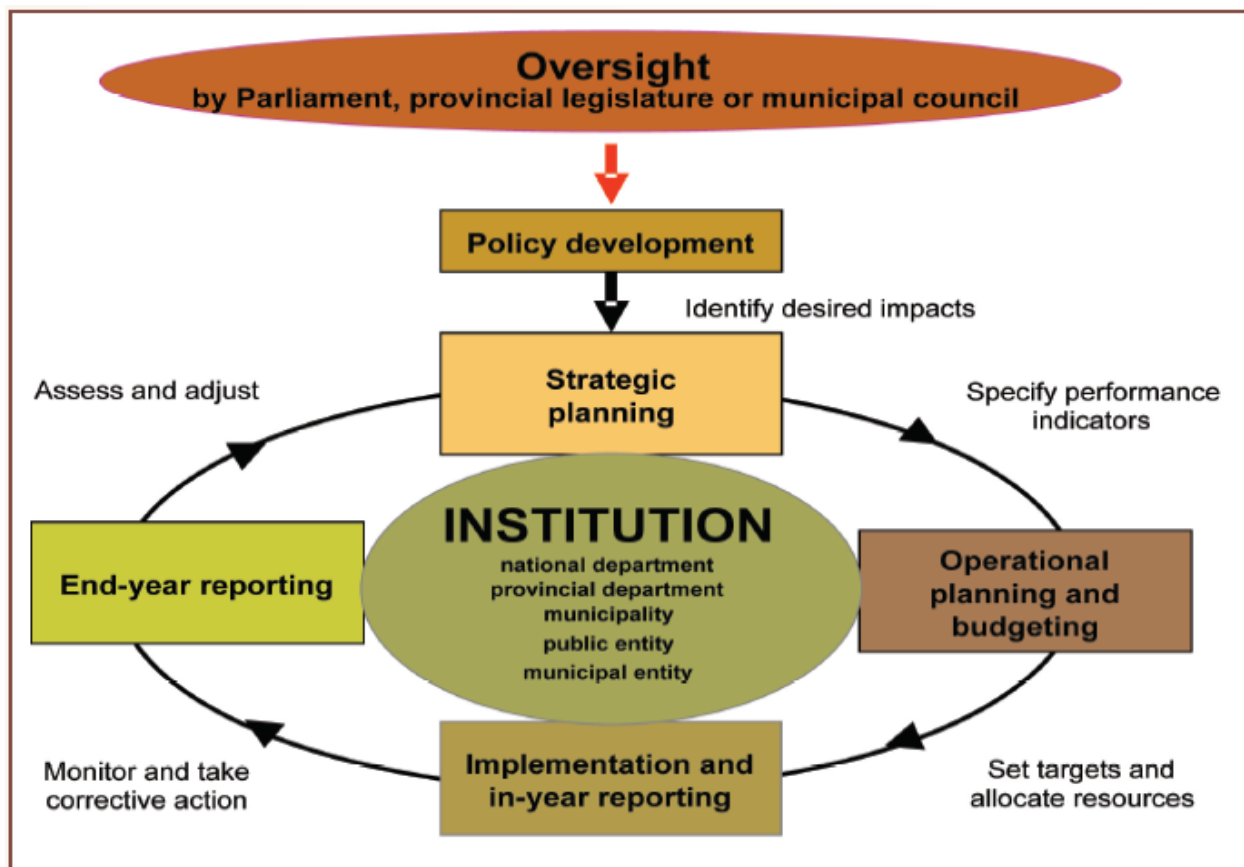 Oversight
by Parliament, provincial legislature or municipal council
Policy development
Identify desired impacts
Strategic
planning
Assess and adjust
Specify performance
indicators
INSTITUTION
national department
provincial department
municipality
public entity
municipal entity
End-year reporting
Operational
planning and
budgeting
Implementation and
in-year reporting
Monitor and take
corrective action
Set targets and
allocate resources